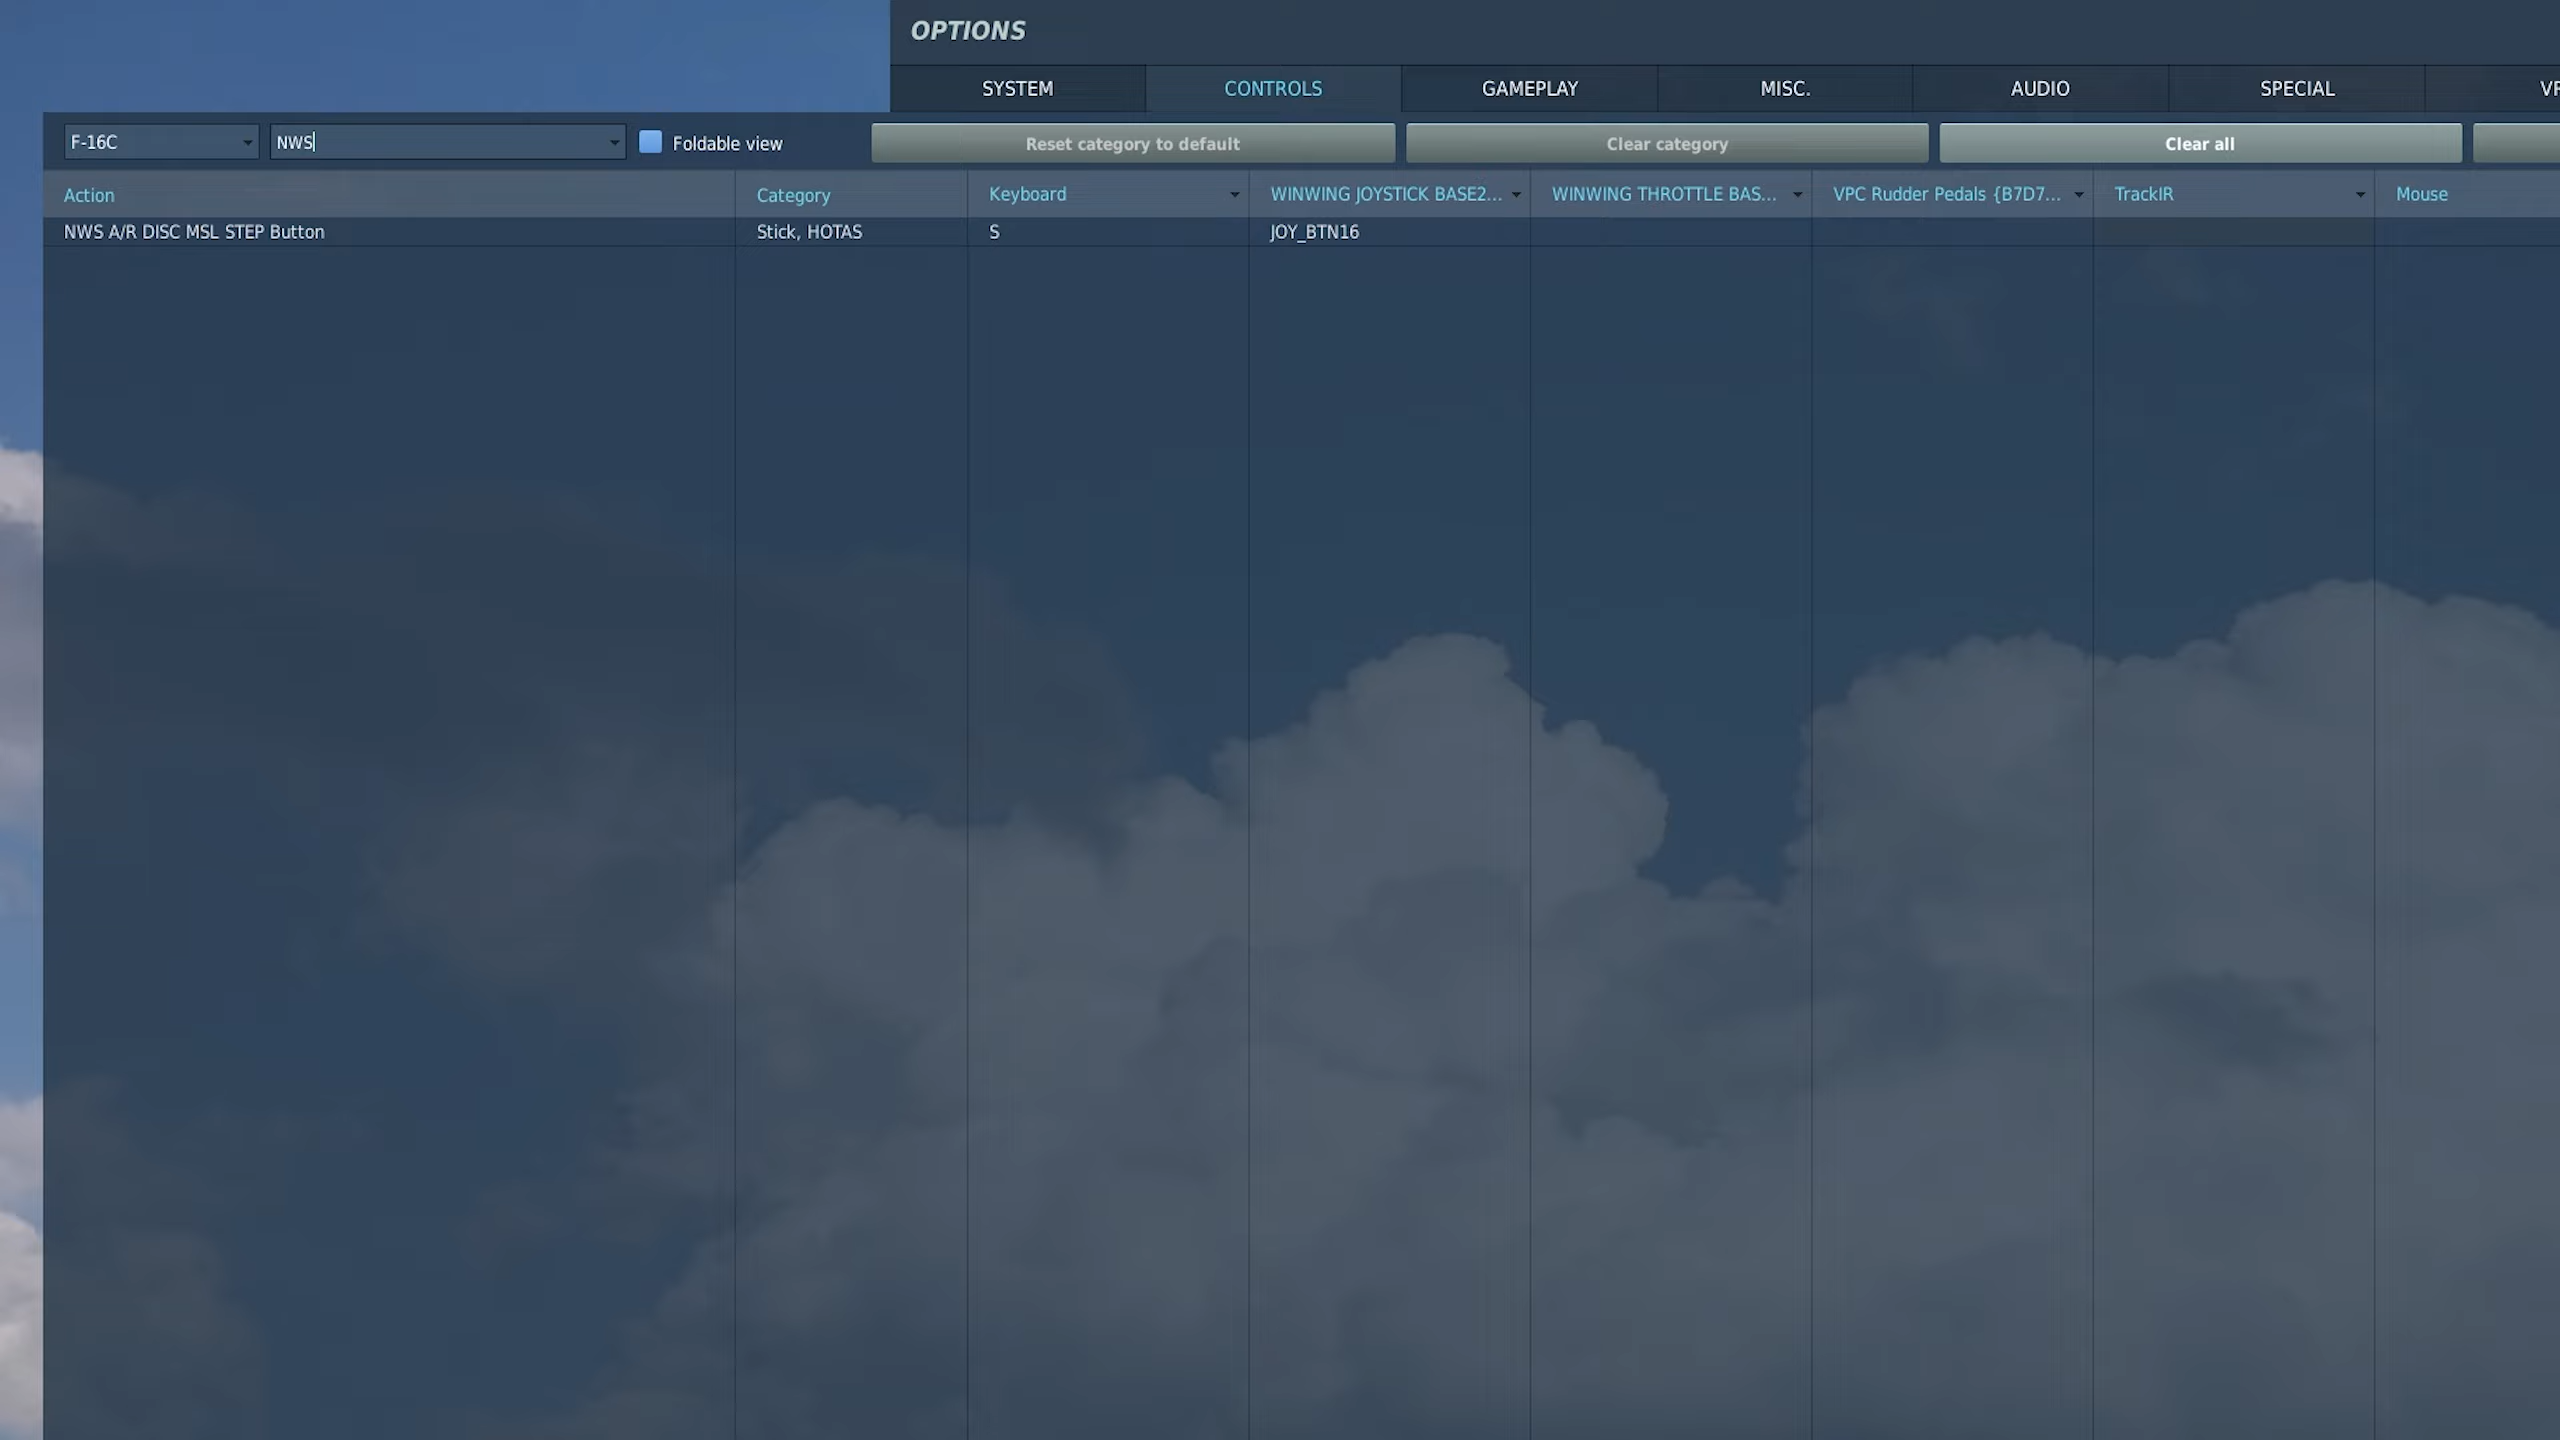 OPTIONS
SYSTEM CONTROLS GAMEPLAY MISC. AUDIO SPECIAL
F-16C NWS Foldable view Reset category to default Clear category Clear all
Action Category Keyboard WINWING JOYSTICK BASE2... WINWING THROTTLE BAS... VPC Rudder Pedals {B7D7... TrackIR Mouse
NWS A/R DISC MSL STEP Button Stick, HOTAS S JOY_BTN16